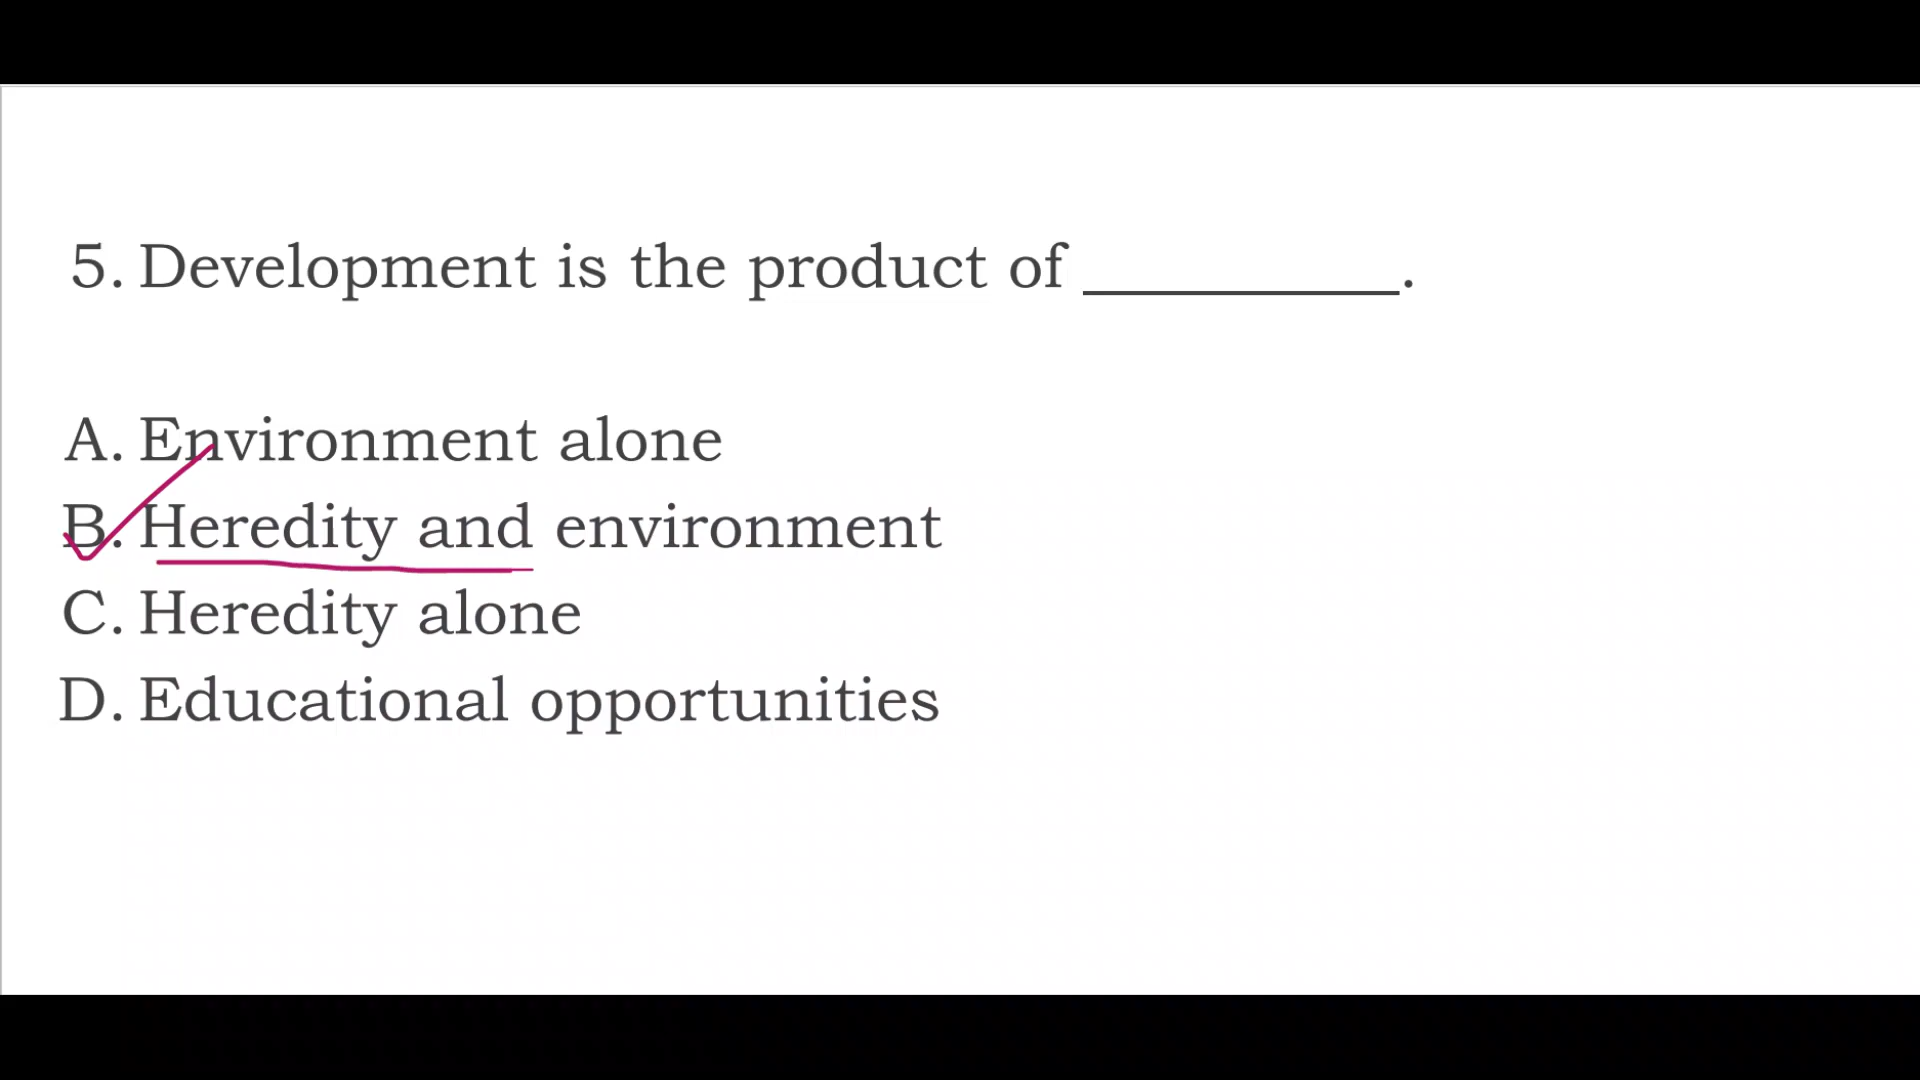 5. Development is the product of __________.
A. Environment alone
B. Heredity and environment
C. Heredity alone
D. Educational opportunities